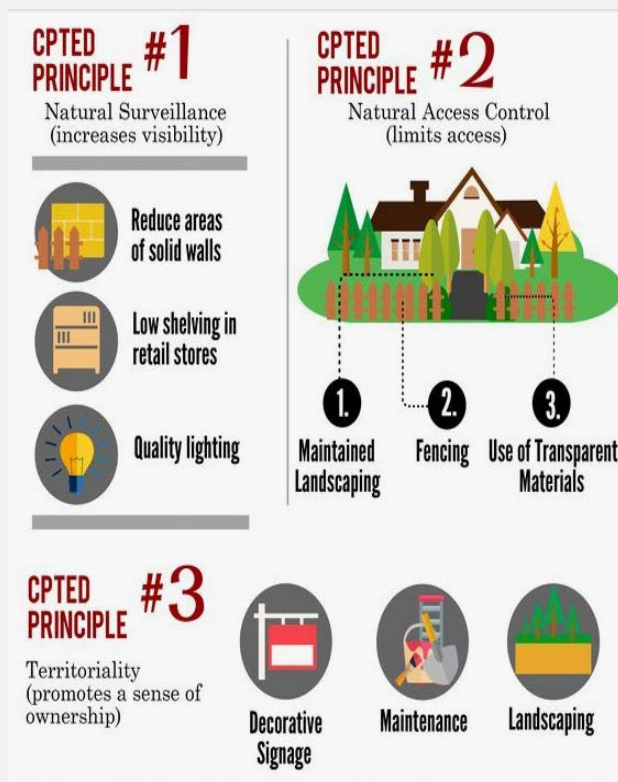 CPTED
PRINCIPLE #1
Natural Surveillance
(increases visibility)
Reduce areas
of solid walls
Low shelving in
retail stores
Quality lighting
CPTED
PRINCIPLE #2
Natural Access Control
(limits access)
1.
Maintained
Landscaping
2.
Fencing
3.
Use of Transparent
Materials
CPTED
PRINCIPLE #3
Territoriality
(promotes a sense of
ownership)
Decorative
Signage
Maintenance
Landscaping